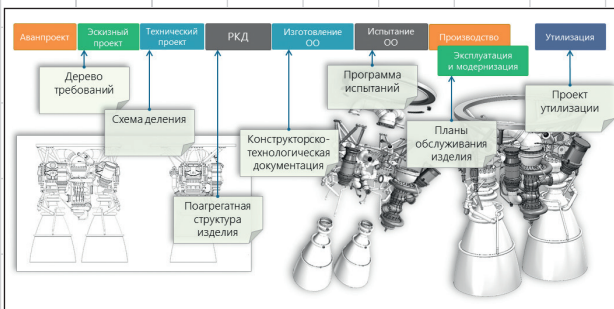 Аванпроект
Эскизный
проект
Технический
проект
РКД
Изготовление
ОО
Испытание
ОО
Производство
Эксплуатация
и модернизация
Утилизация
Дерево
требований
Схема деления
Поагрегатная
структура
изделия
Конструкторско-
технологическая
документация
Программа
испытаний
Планы
обслуживания
изделия
Проект
утилизации